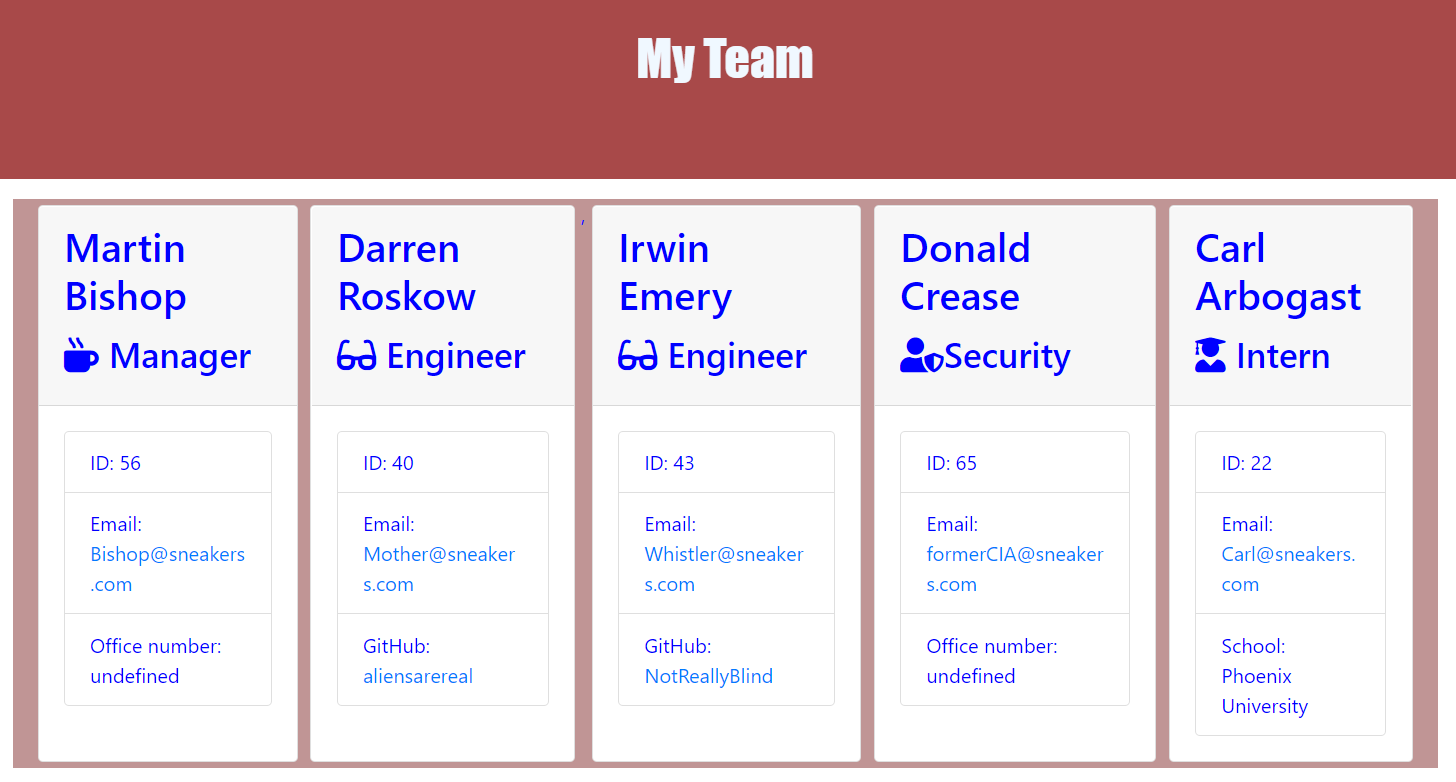 My Team
Martin
Bishop
Manager
ID: 56
Email:
Bishop@sneakers
.com
Office number:
undefined
Darren
Roskow
Engineer
ID: 40
Email:
Mother@sneaker
s.com
GitHub:
aliensarereal
,
Irwin
Emery
Engineer
ID: 43
Email:
Whistler@sneaker
s.com
GitHub:
NotReallyBlind
Donald
Crease
Security
ID: 65
Email:
formerCIA@sneaker
s.com
Office number:
undefined
Carl
Arbogast
Intern
ID: 22
Email:
Carl@sneakers.
com
School:
Phoenix
University